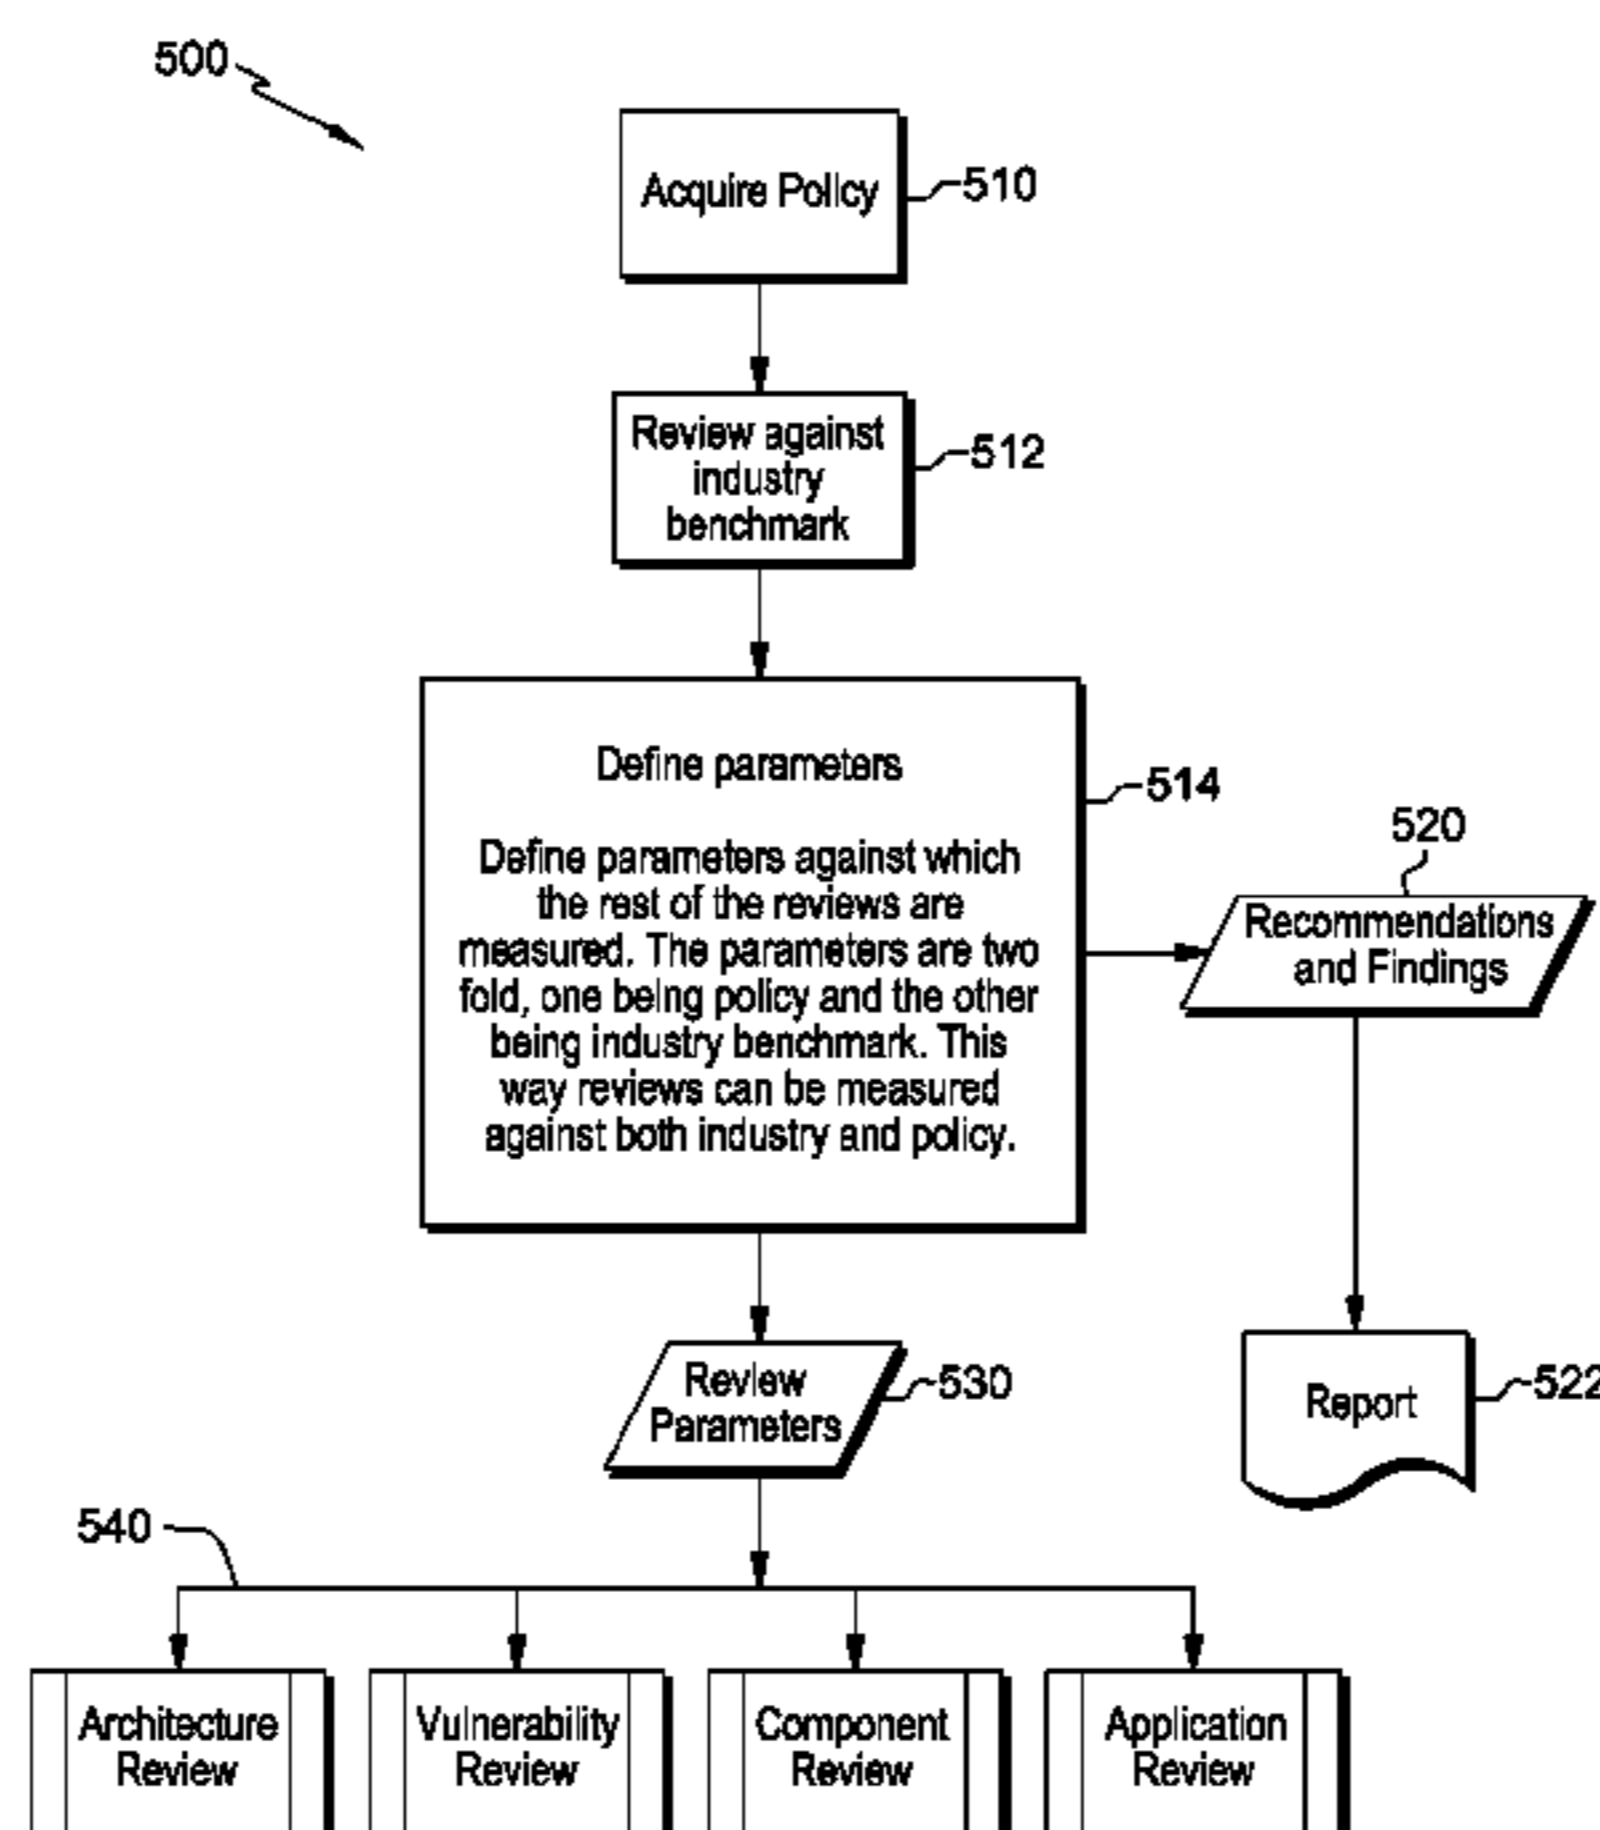 500
Acquire Policy
510
Review against
industry
benchmark
512
Define parameters
514
Define parameters against which
the rest of the reviews are
measured. The parameters are two
fold, one being policy and the other
being industry benchmark. This
way reviews can be measured
against both industry and policy.
520
Recommendations
and Findings
Review
Parameters
530
Report
522
540
Architecture
Review
Vulnerability
Review
Component
Review
Application
Review